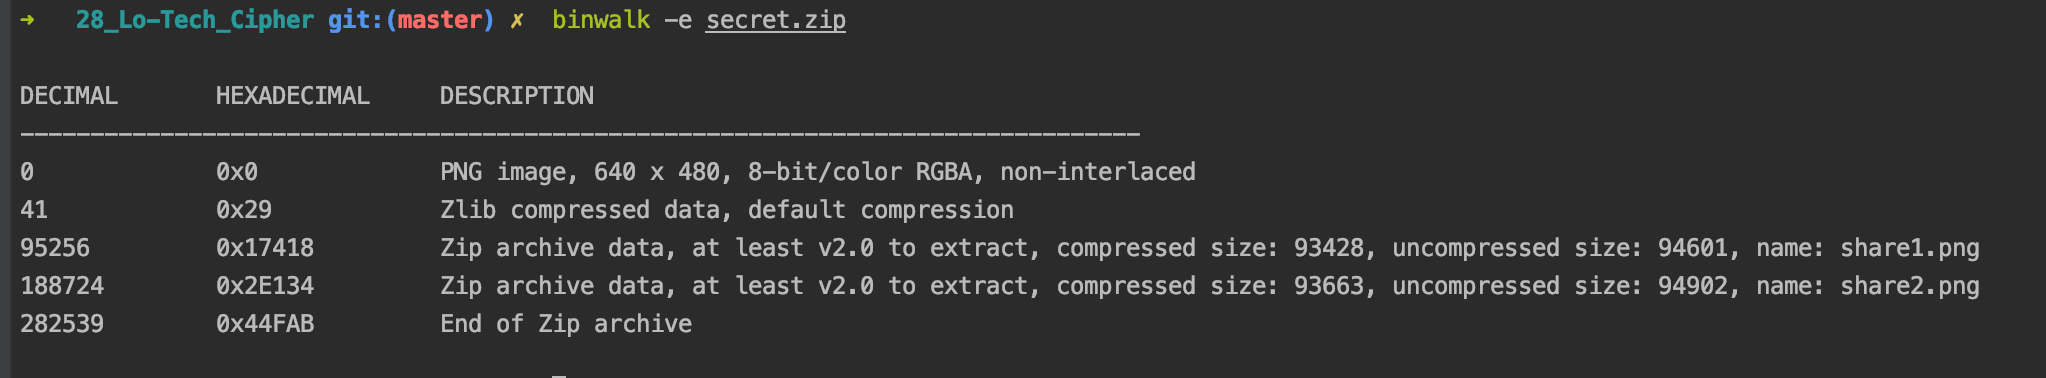 ➜  28_Lo-Tech_Cipher git:(master) ✗ binwalk -e secret.zip
DECIMAL       HEXADECIMAL     DESCRIPTION
--------------------------------------------------------------------------------
0             0x0             PNG image, 640 x 480, 8-bit/color RGBA, non-interlaced
41            0x29            Zlib compressed data, default compression
95256         0x17418         Zip archive data, at least v2.0 to extract, compressed size: 93428, uncompressed size: 94601, name: share1.png
188724        0x2E134         Zip archive data, at least v2.0 to extract, compressed size: 93663, uncompressed size: 94902, name: share2.png
282539        0x44FAB         End of Zip archive